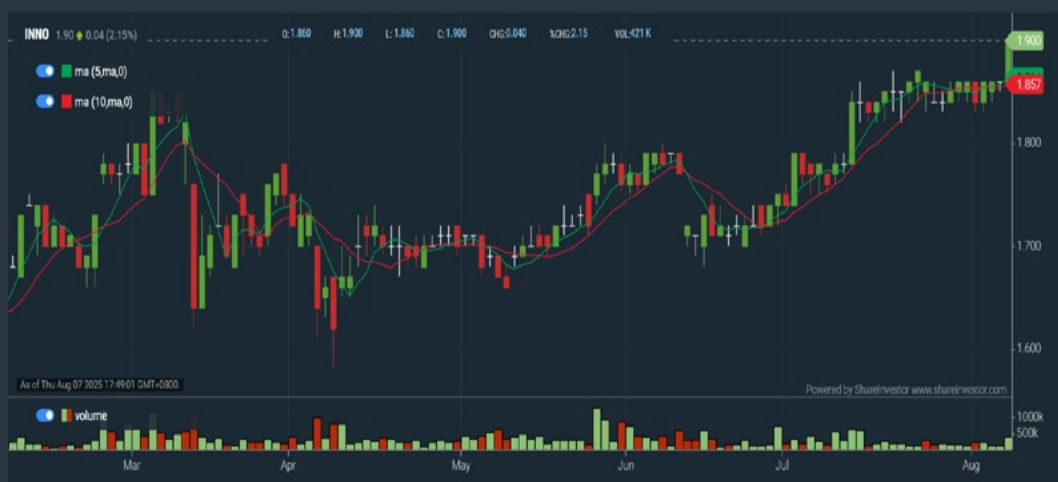 INNO 1.90 0.04 (2.15%) O:1.860 H:1.900 L:1.860 C:1.900 CHG:0.040 %CHG:2.15 VOL:421 K
1.900
ma (5,ma,0)
1.857
ma (10,ma,0)
1.800
1.700
1.600
As of Thu Aug 07 2025 17:49:01 GMT+0800.
Powered by ShareInvestor www.shareinvestor.com
volume
1000k
500k
Mar Apr May Jun Jul Aug